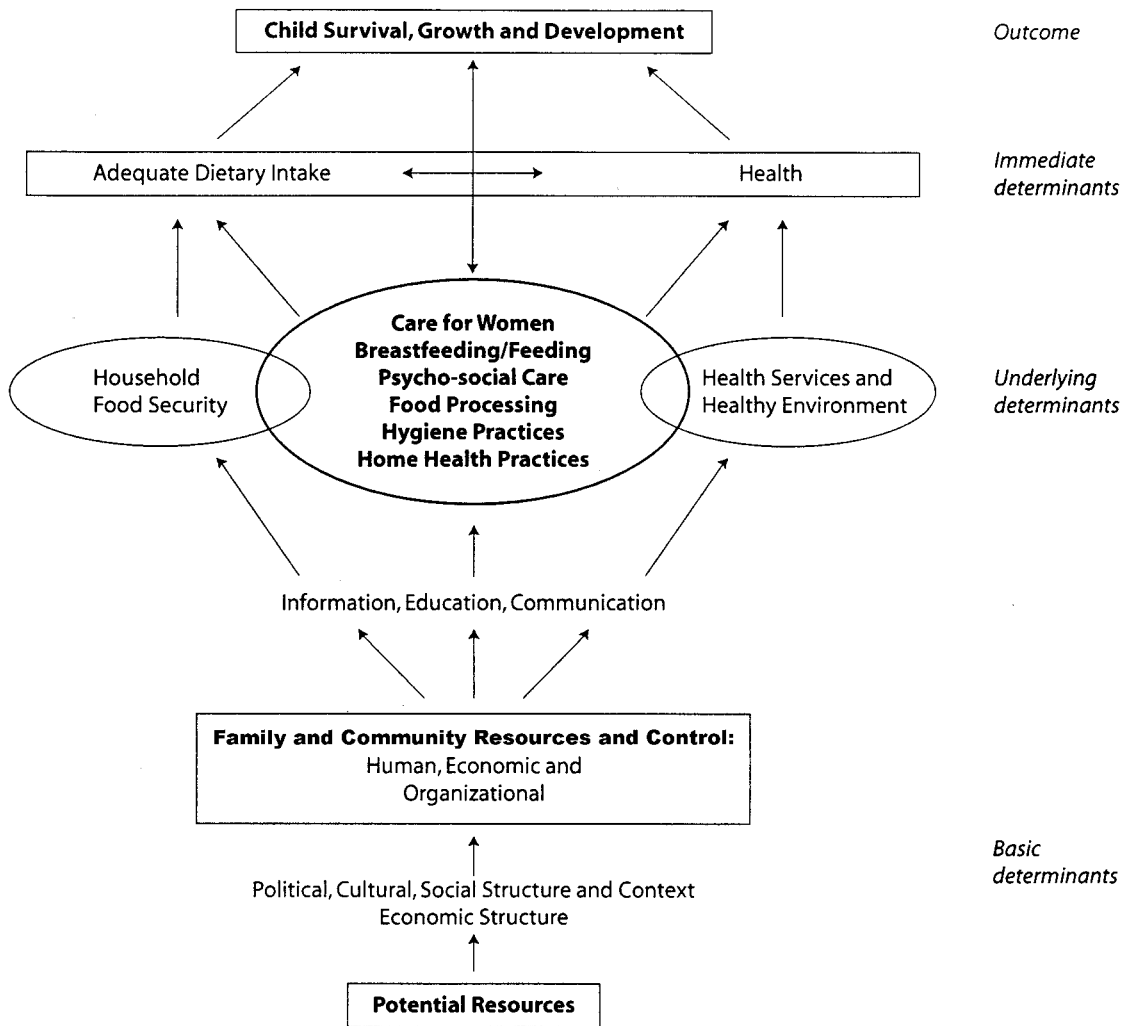 Child Survival, Growth and Development
Outcome
Adequate Dietary Intake
Health
Immediate
determinants
Care for Women
Breastfeeding/Feeding
Psycho-social Care
Food Processing
Hygiene Practices
Home Health Practices
Household
Food Security
Health Services and
Healthy Environment
Underlying
determinants
Information, Education, Communication
Family and Community Resources and Control:
Human, Economic and
Organizational
Basic
determinants
Political, Cultural, Social Structure and Context
Economic Structure
Potential Resources